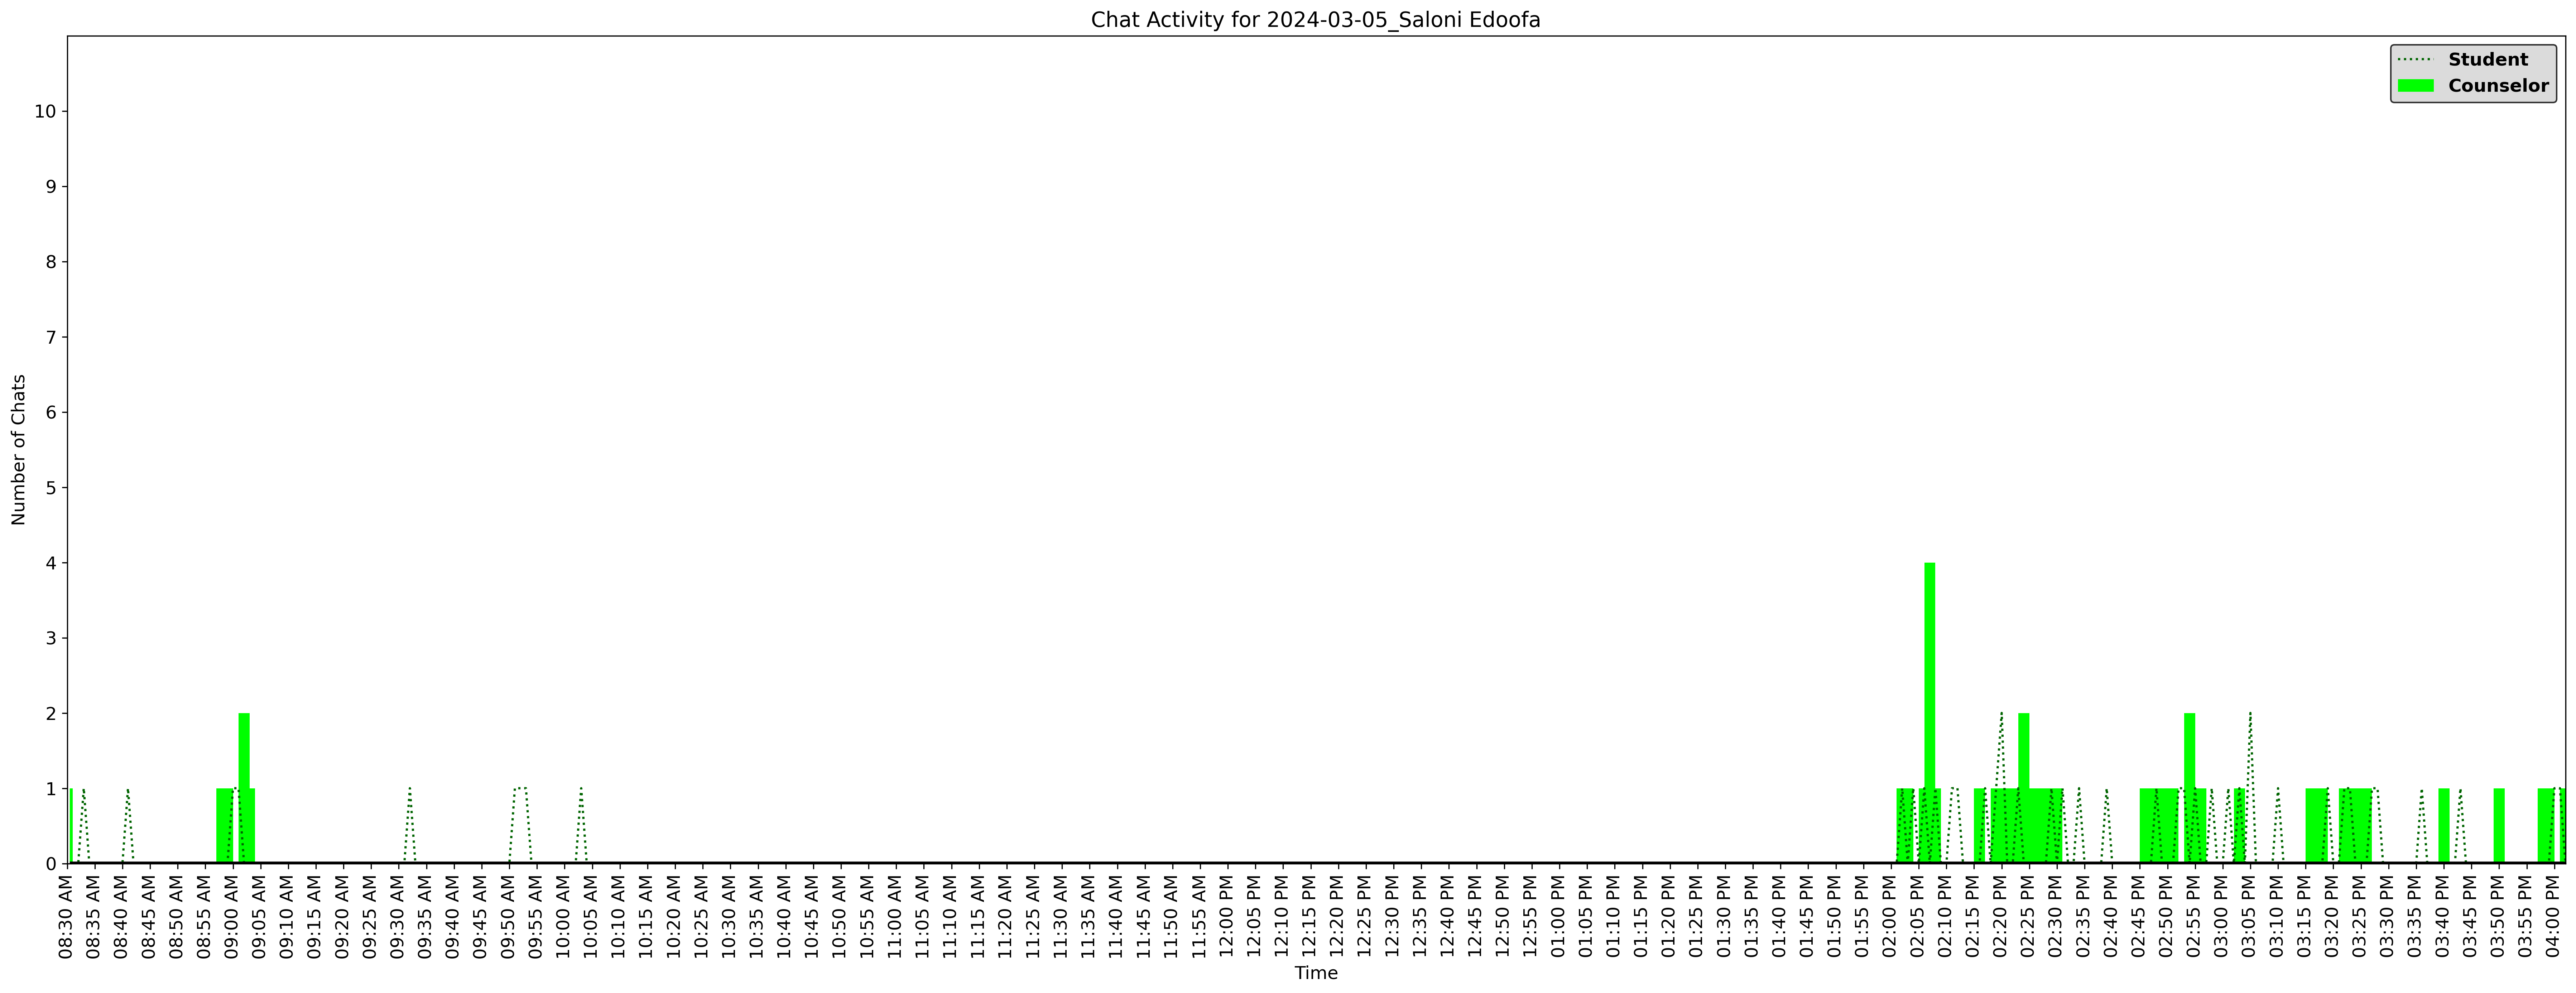 Chat Activity for 2024-03-05_Saloni Edoofa
Student
Counselor
Number of Chats
10
9
8
7
6
5
4
3
2
1
0
08:30 AM
08:35 AM
08:40 AM
08:45 AM
08:50 AM
08:55 AM
09:00 AM
09:05 AM
09:10 AM
09:15 AM
09:20 AM
09:25 AM
09:30 AM
09:35 AM
09:40 AM
09:45 AM
09:50 AM
09:55 AM
10:00 AM
10:05 AM
10:10 AM
10:15 AM
10:20 AM
10:25 AM
10:30 AM
10:35 AM
10:40 AM
10:45 AM
10:50 AM
10:55 AM
11:00 AM
11:05 AM
11:10 AM
11:15 AM
11:20 AM
11:25 AM
11:30 AM
11:35 AM
11:40 AM
11:45 AM
11:50 AM
11:55 AM
12:00 PM
12:05 PM
12:10 PM
12:15 PM
12:20 PM
12:25 PM
12:30 PM
12:35 PM
12:40 PM
12:45 PM
12:50 PM
12:55 PM
01:00 PM
01:05 PM
01:10 PM
01:15 PM
01:20 PM
01:25 PM
01:30 PM
01:35 PM
01:40 PM
01:45 PM
01:50 PM
01:55 PM
02:00 PM
02:05 PM
02:10 PM
02:15 PM
02:20 PM
02:25 PM
02:30 PM
02:35 PM
02:40 PM
02:45 PM
02:50 PM
02:55 PM
03:00 PM
03:05 PM
03:10 PM
03:15 PM
03:20 PM
03:25 PM
03:30 PM
03:35 PM
03:40 PM
03:45 PM
03:50 PM
03:55 PM
04:00 PM
Time